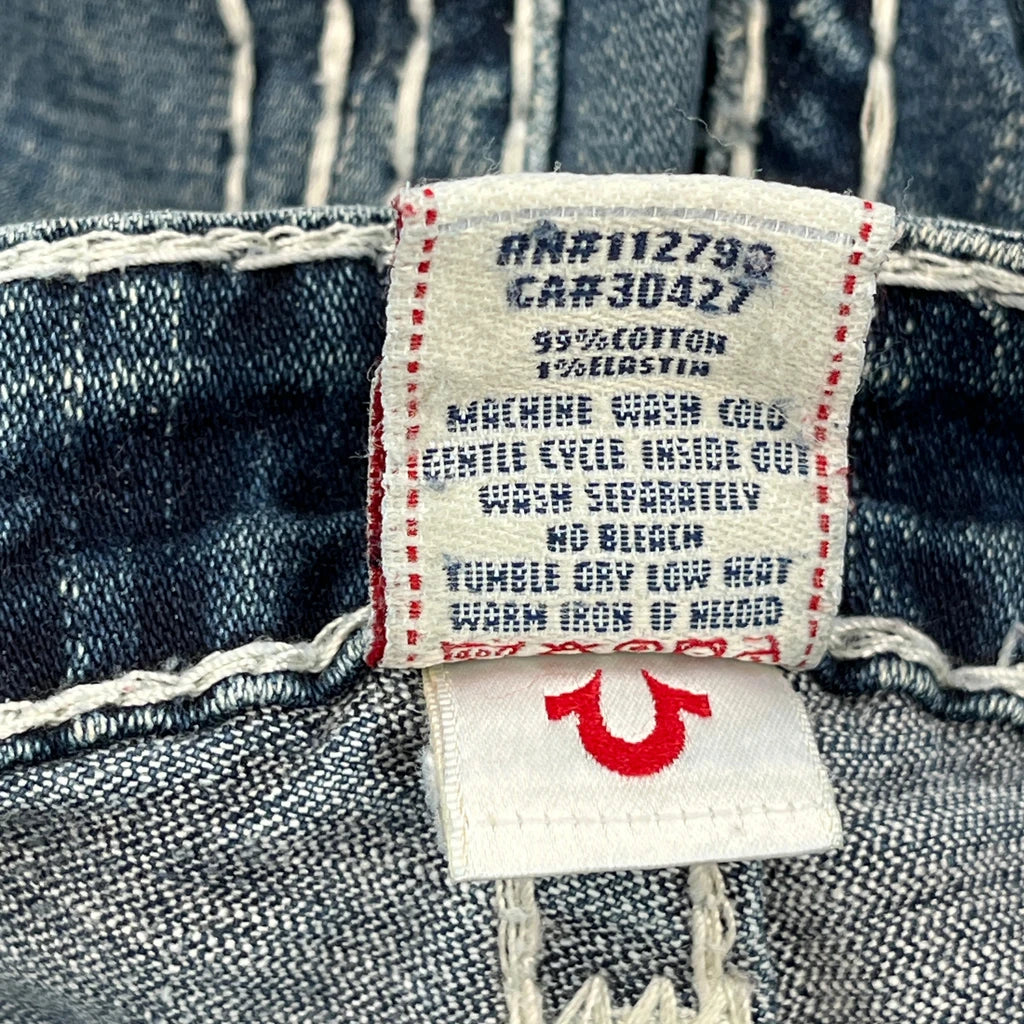 RN#112790
CA#30427
99%COTTON
1%ELASTIN
MACHINE WASH COLD
GENTLE CYCLE INSIDE OUT
WASH SEPARATELY
NO BLEACH
TUMBLE DRY LOW HEAT
WARM IRON IF NEEDED